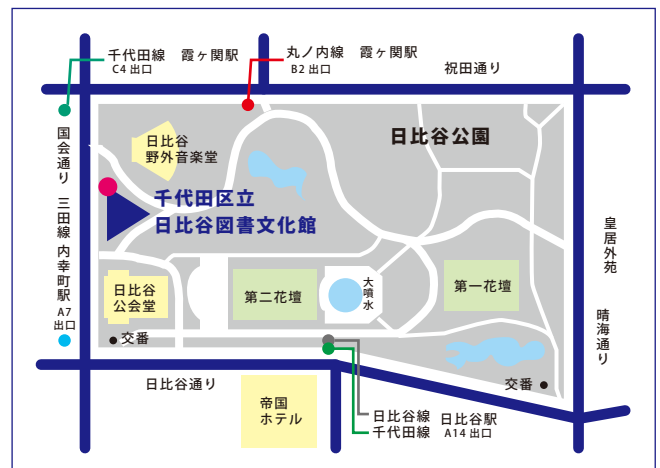 千代田線　霞ヶ関駅
C4 出口
丸ノ内線　霞ヶ関駅
B2 出口
祝田通り
国会通り
三田線 内幸町駅
A7
出口
日比谷
野外音楽堂
日比谷公園
千代田区立
日比谷図書文化館
皇居外苑
晴海通り
日比谷
公会堂
第二花壇
大噴水
第一花壇
交番
交番
日比谷通り
帝国
ホテル
日比谷線
千代田線
日比谷駅
A14 出口